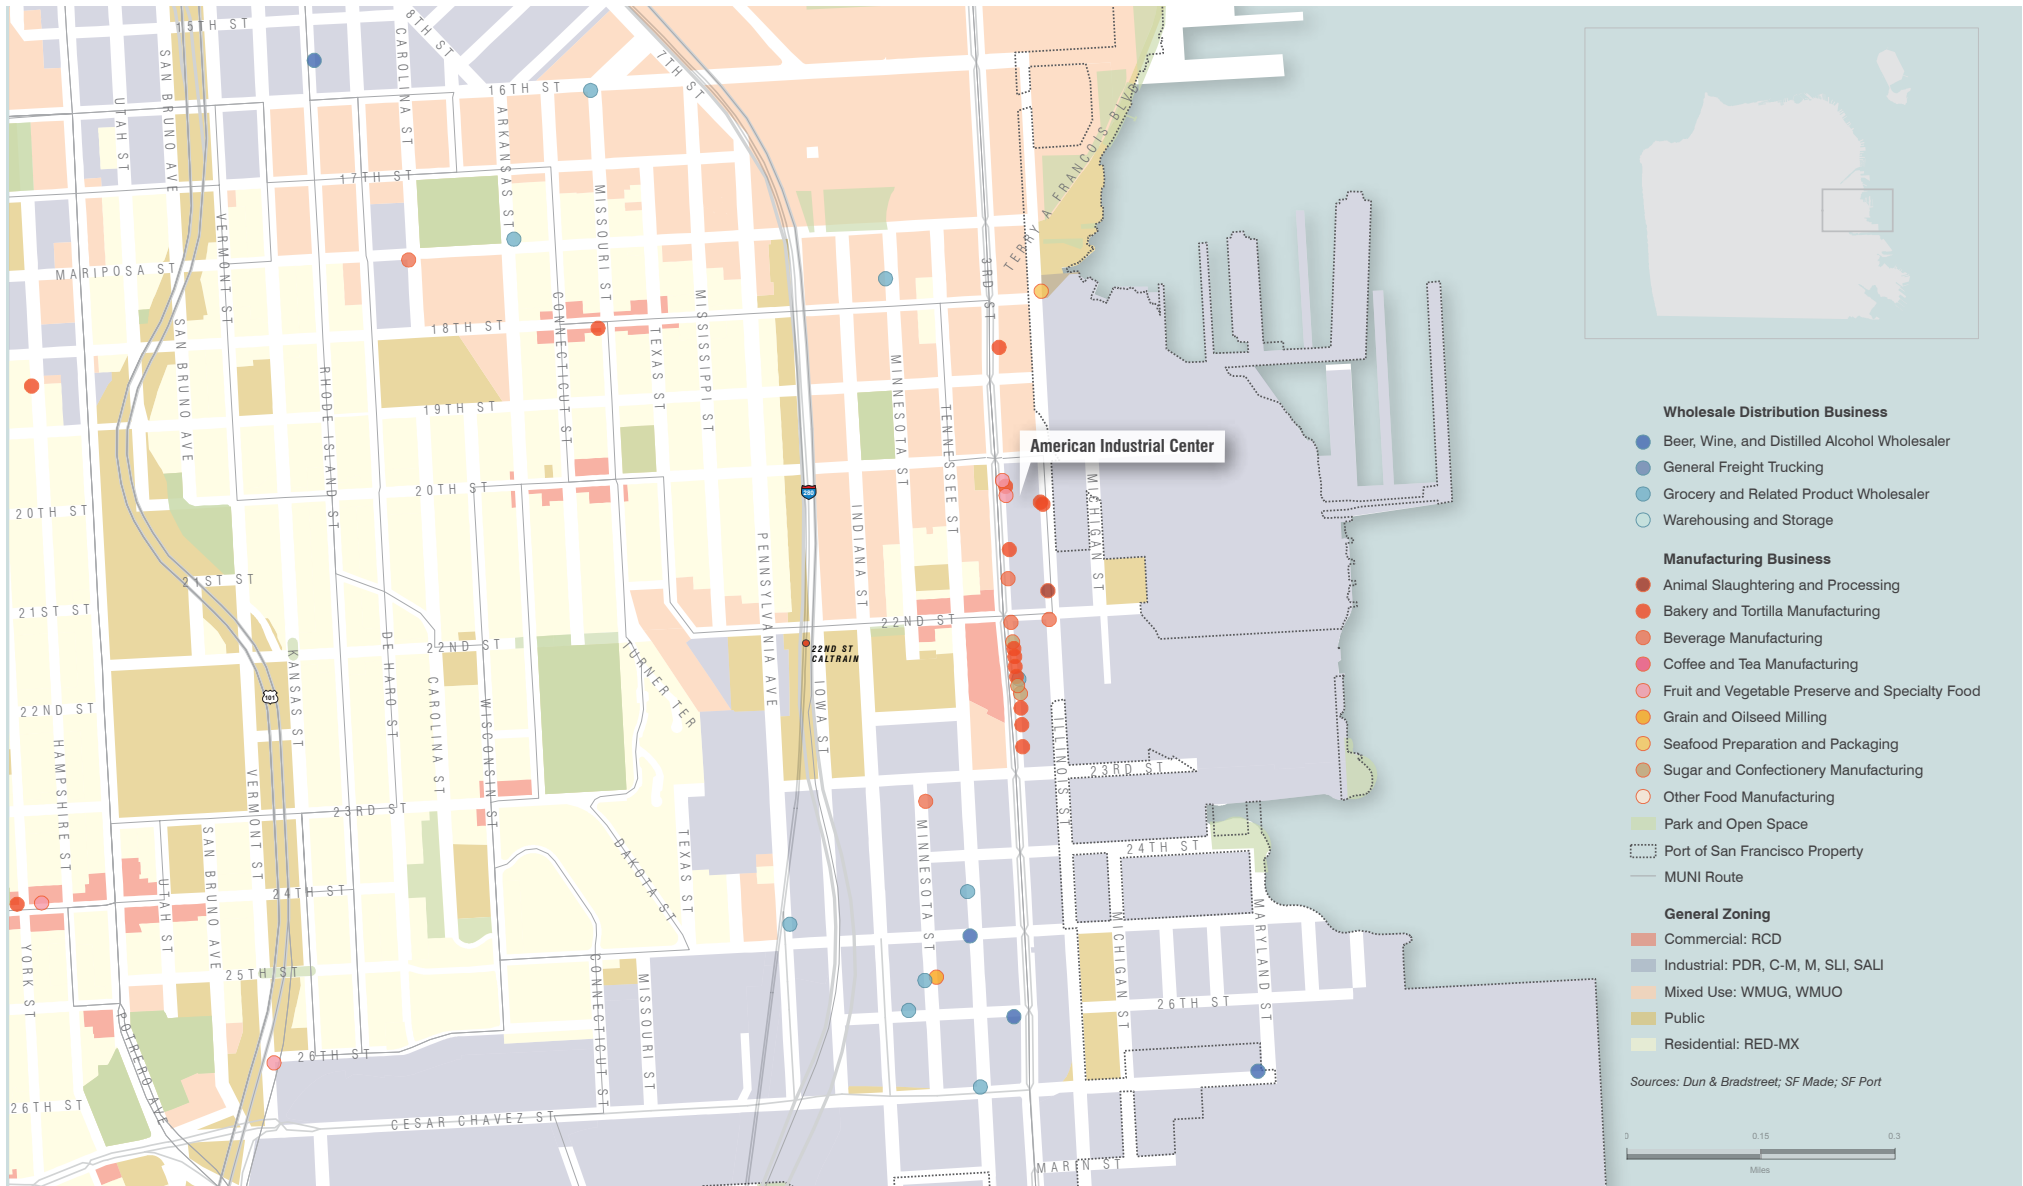 15TH ST
SAN BRUNO AVE
UTAH ST
CAROLINA ST
8TH ST
7TH ST
16TH ST
ARKANSAS ST
17TH ST
MISSOURI ST
TERRY A FRANCOIS BLVD
VERMONT ST
MARIPOSA ST
3RD ST
CONNECTICUT ST
MISSISSIPPI ST
18TH ST
SAN BRUNO AVE
TEXAS ST
RHODE ISLAND ST
MINNESOTA ST
19TH ST
TENNESSEE ST
American Industrial Center
20TH ST
280
MICHIGAN ST
20TH ST
INDIANA ST
PENNSYLVANIA AVE
21ST ST
21ST ST
22ND ST
DE HARO ST
22ND ST
22ND ST
CALTRAIN
KANSAS ST
TURNER TER
CAROLINA ST
IOWA ST
101
WISCONSIN ST
22ND ST
ILLINOIS ST
HAMPSHIRE ST
VERMONT ST
23RD ST
23RD ST
SAN BRUNO AVE
MINNESOTA ST
TEXAS ST
DAKOTA ST
24TH ST
UTAH ST
24TH ST
MARYLAND ST
MICHIGAN ST
YORK ST
25TH ST
CONNECTICUT ST
MISSOURI ST
26TH ST
POTRERO AVE
26TH ST
26TH ST
CESAR CHAVEZ ST
MARIN ST
Wholesale Distribution Business
Beer, Wine, and Distilled Alcohol Wholesaler
General Freight Trucking
Grocery and Related Product Wholesaler
Warehousing and Storage
Manufacturing Business
Animal Slaughtering and Processing
Bakery and Tortilla Manufacturing
Beverage Manufacturing
Coffee and Tea Manufacturing
Fruit and Vegetable Preserve and Specialty Food
Grain and Oilseed Milling
Seafood Preparation and Packaging
Sugar and Confectionery Manufacturing
Other Food Manufacturing
Park and Open Space
Port of San Francisco Property
MUNI Route
General Zoning
Commercial: RCD
Industrial: PDR, C-M, M, SLI, SALI
Mixed Use: WMUG, WMUO
Public
Residential: RED-MX
Sources: Dun & Bradstreet; SF Made; SF Port
0 0.15 0.3
Miles